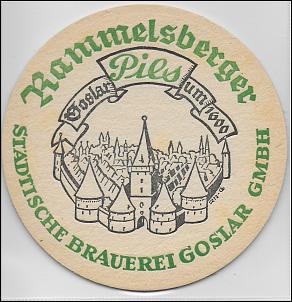 Rammelsberger
Pils
Goslar um 1600
STÄDTISCHE BRAUEREI GOSLAR GMBH